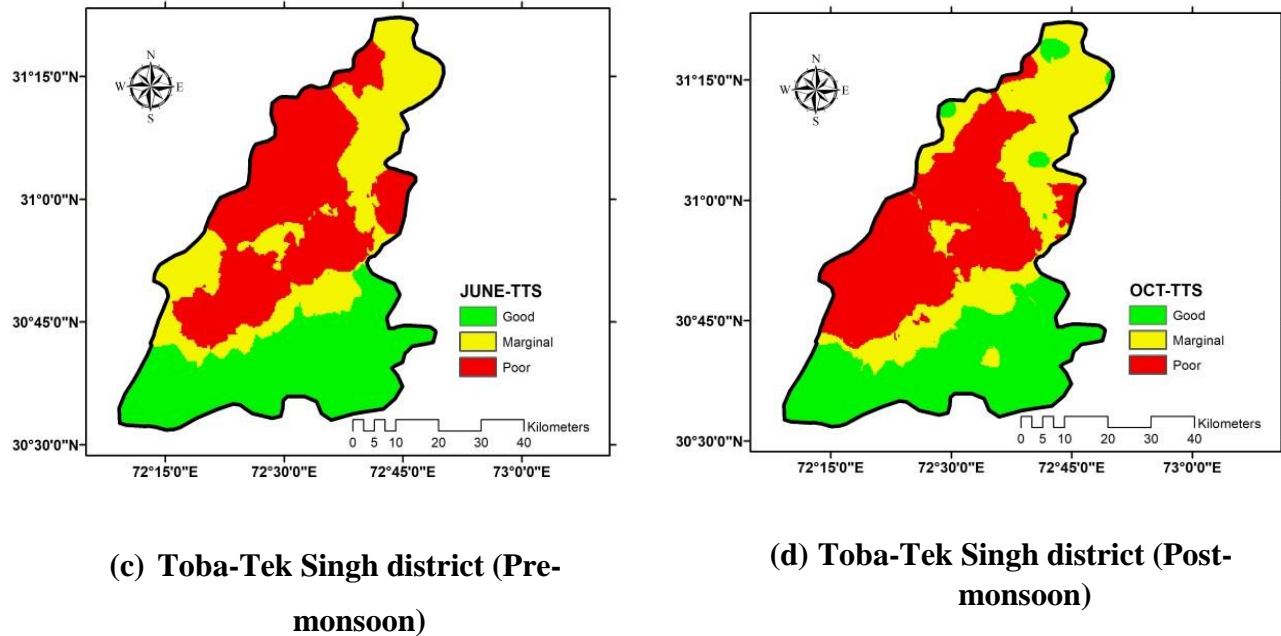 31°15'0"N
31°0'0"N
30°45'0"N
30°30'0"N
N
W E
S
JUNE-TTS
Good
Marginal
Poor
Kilometers
0 5 10 20 30 40
72°15'0"E 72°30'0"E 72°45'0"E 73°0'0"E
(c) Toba-Tek Singh district (Pre-
monsoon)
31°15'0"N
31°0'0"N
30°45'0"N
30°30'0"N
N
W E
S
OCT-TTS
Good
Marginal
Poor
Kilometers
0 5 10 20 30 40
72°15'0"E 72°30'0"E 72°45'0"E 73°0'0"E
(d) Toba-Tek Singh district (Post-
monsoon)